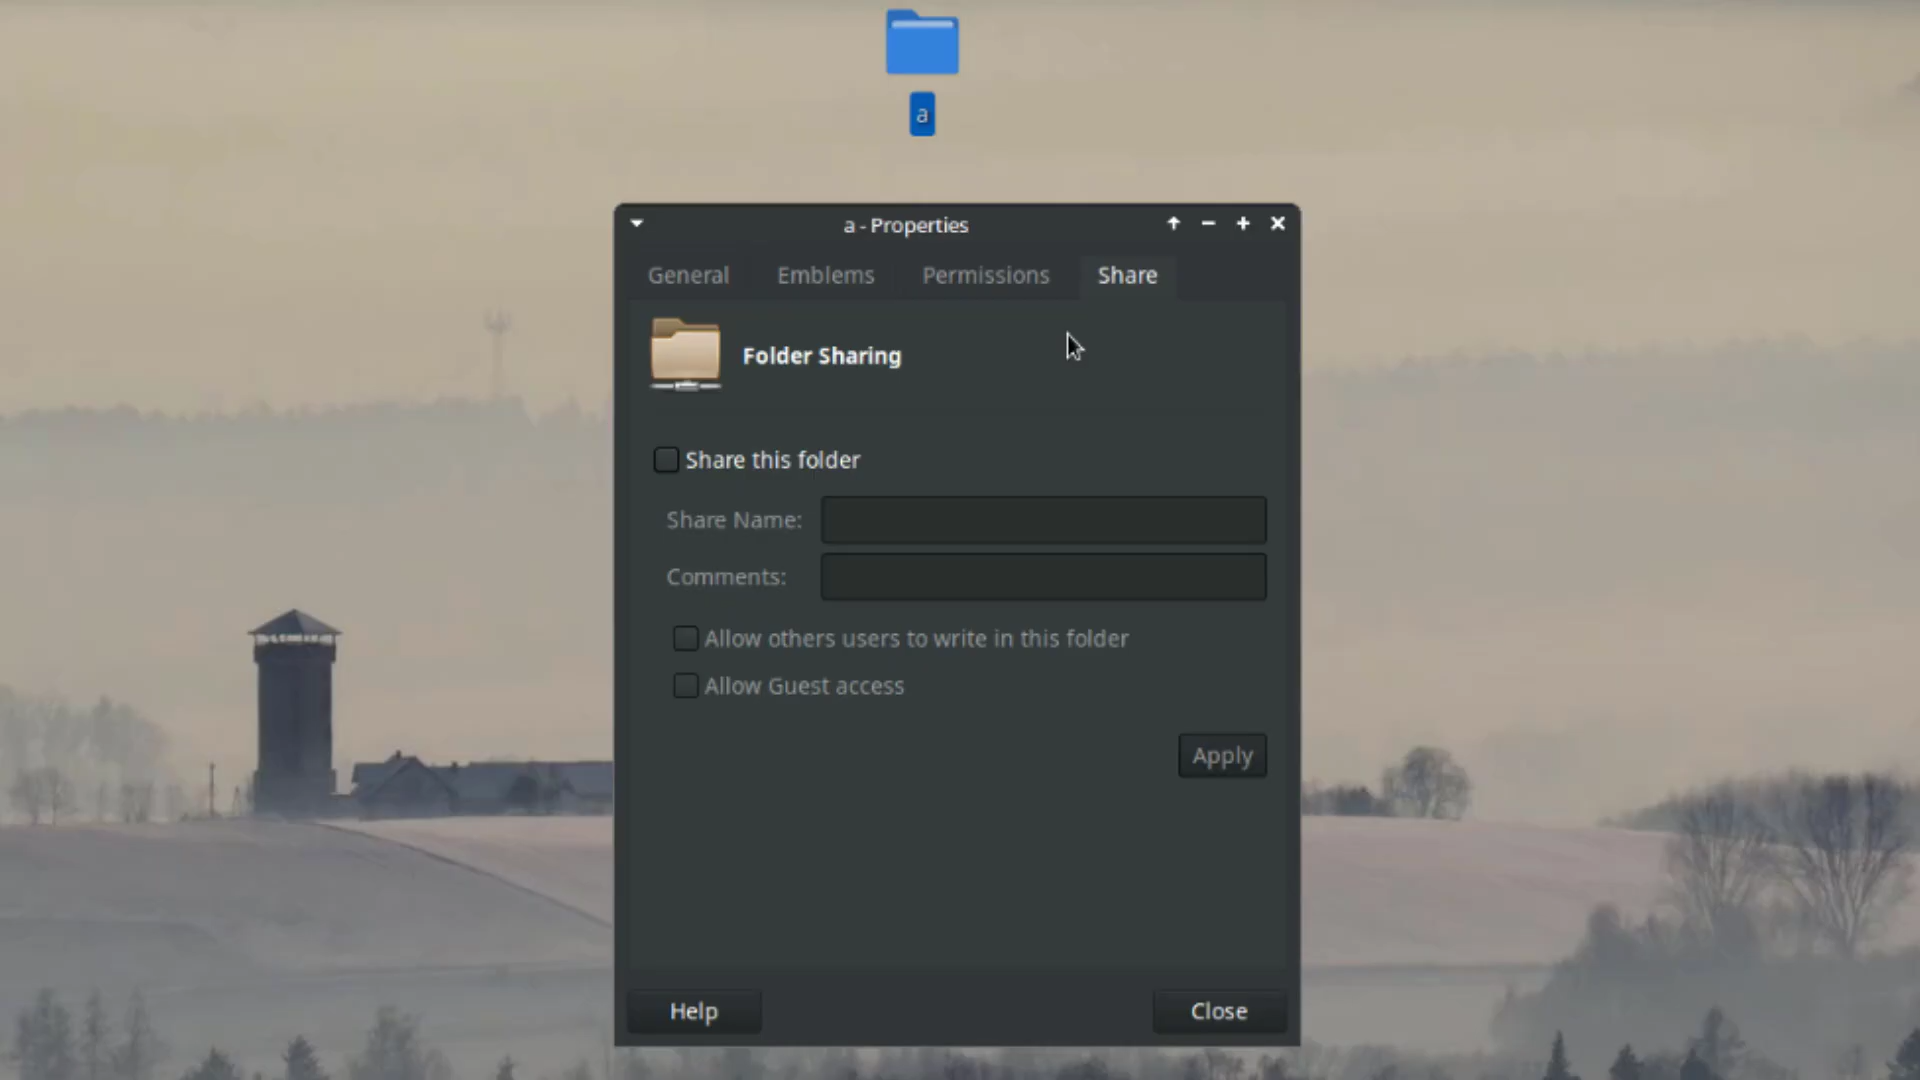 a
a - Properties
General Emblems Permissions Share
Folder Sharing
Share this folder
Share Name:
Comments:
Allow others users to write in this folder
Allow Guest access
Apply
Help Close